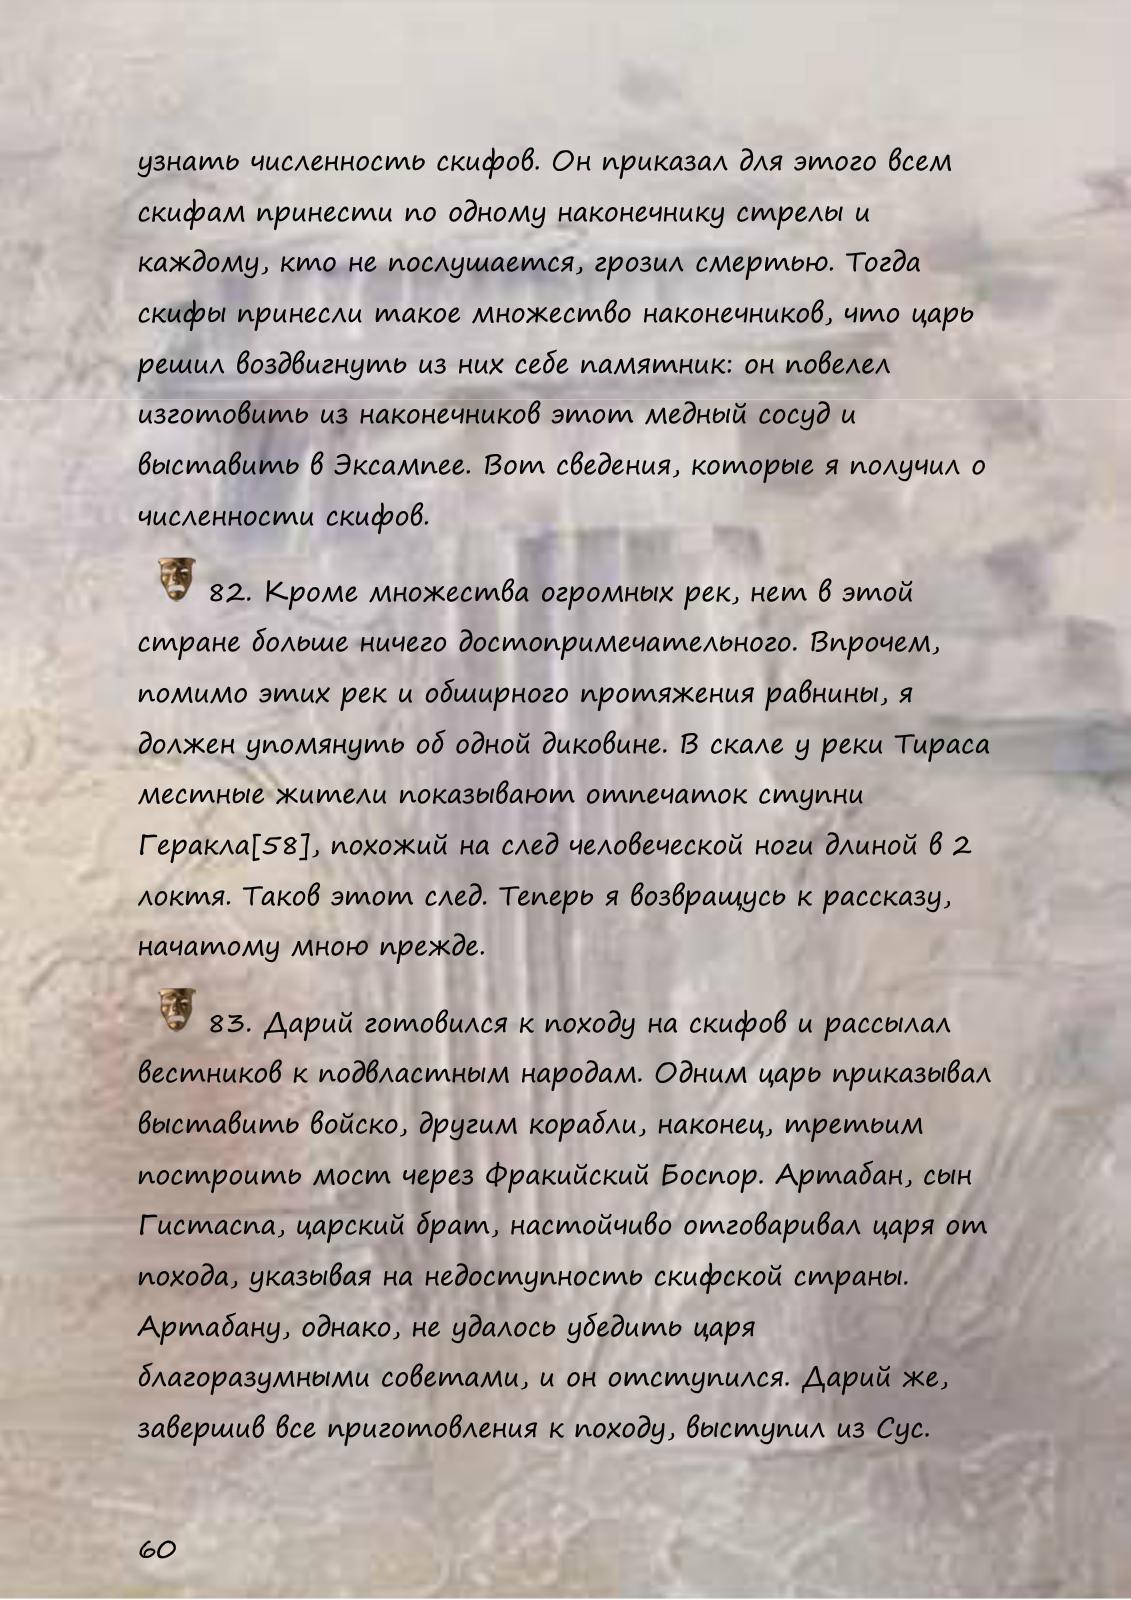 узнать численность скифов. Он приказал для этого всем
скифам принести по одному наконечнику стрелы и
каждому, кто не послушается, грозил смертью. Тогда
скифы принесли такое множество наконечников, что царь
решил воздвигнуть из них себе памятник: он повелел
изготовить из наконечников этот медный сосуд и
выставить в Эксампее. Вот сведения, которые я получил о
численности скифов.
82. Кроме множества огромных рек, нет в этой
стране больше ничего достопримечательного. Впрочем,
помимо этих рек и обширного протяжения равнины, я
должен упомянуть об одной диковине. В скале у реки Тираса
местные жители показывают отпечаток ступни
Геракла[58], похожий на след человеческой ноги длиной в 2
локтя. Таков этот след. Теперь я возвращусь к рассказу,
начатому мною прежде.
83. Дарий готовился к походу на скифов и рассылал
вестников к подвластным народам. Одним царь приказывал
выставить войско, другим корабли, наконец, третьим
построить мост через Фракийский Боспор. Артабан, сын
Гистаспа, царский брат, настойчиво отговаривал царя от
похода, указывая на недоступность скифской страны.
Артабану, однако, не удалось убедить царя
благоразумными советами, и он отступился. Дарий же,
завершив все приготовления к походу, выступил из Сус.
60